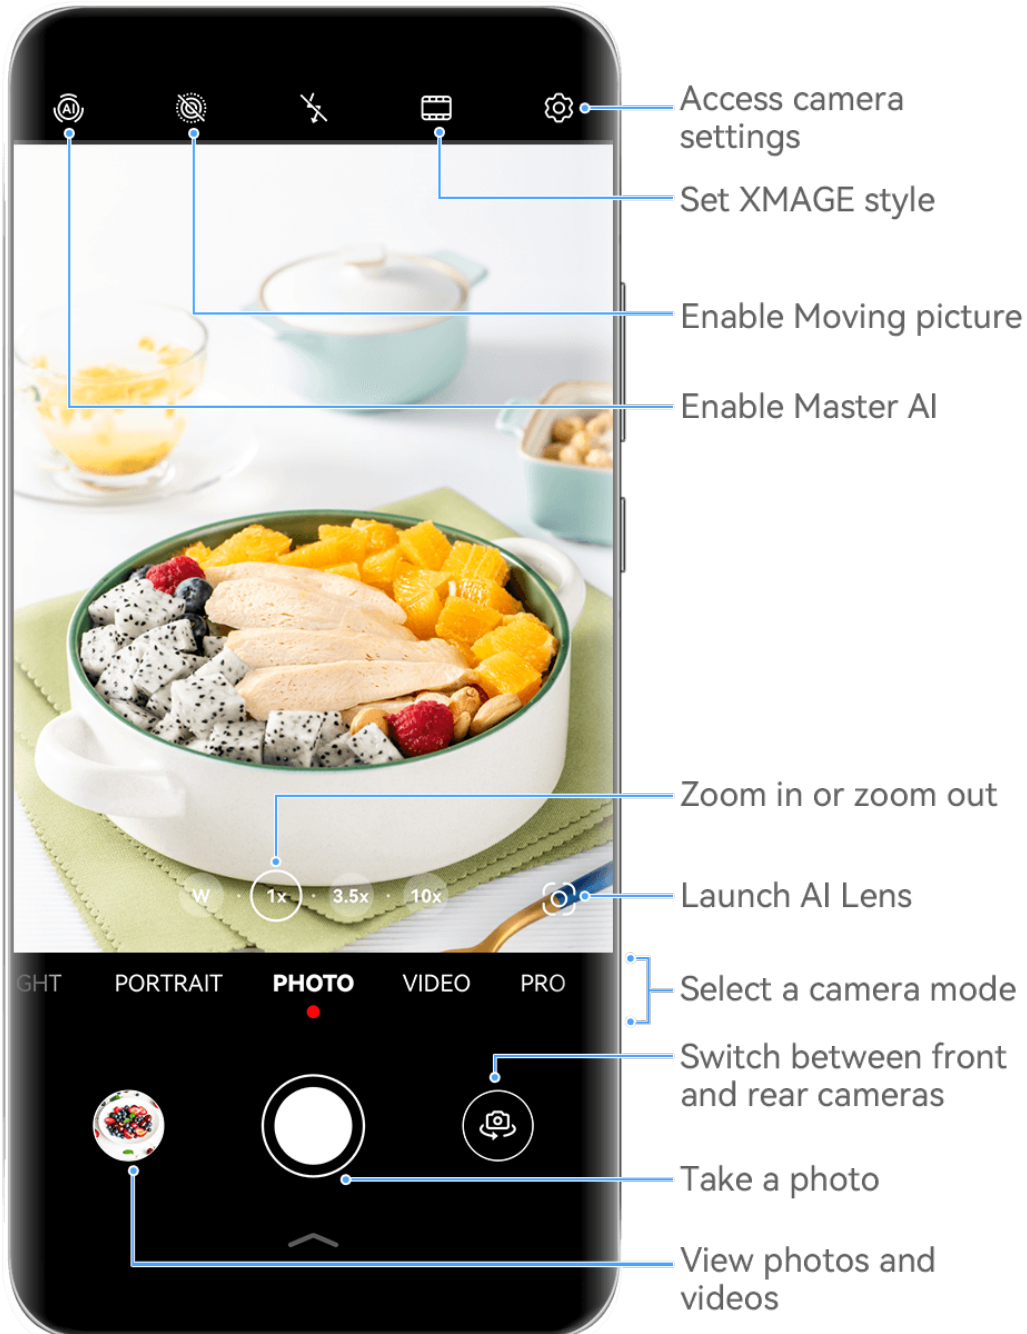 AI
Access camera
settings
Set XMAGE style
Enable Moving picture
Enable Master AI
Zoom in or zoom out
W
1x
3.5x
10x
Launch AI Lens
GHT
PORTRAIT
PHOTO
VIDEO
PRO
Select a camera mode
Switch between front
and rear cameras
Take a photo
View photos and
videos